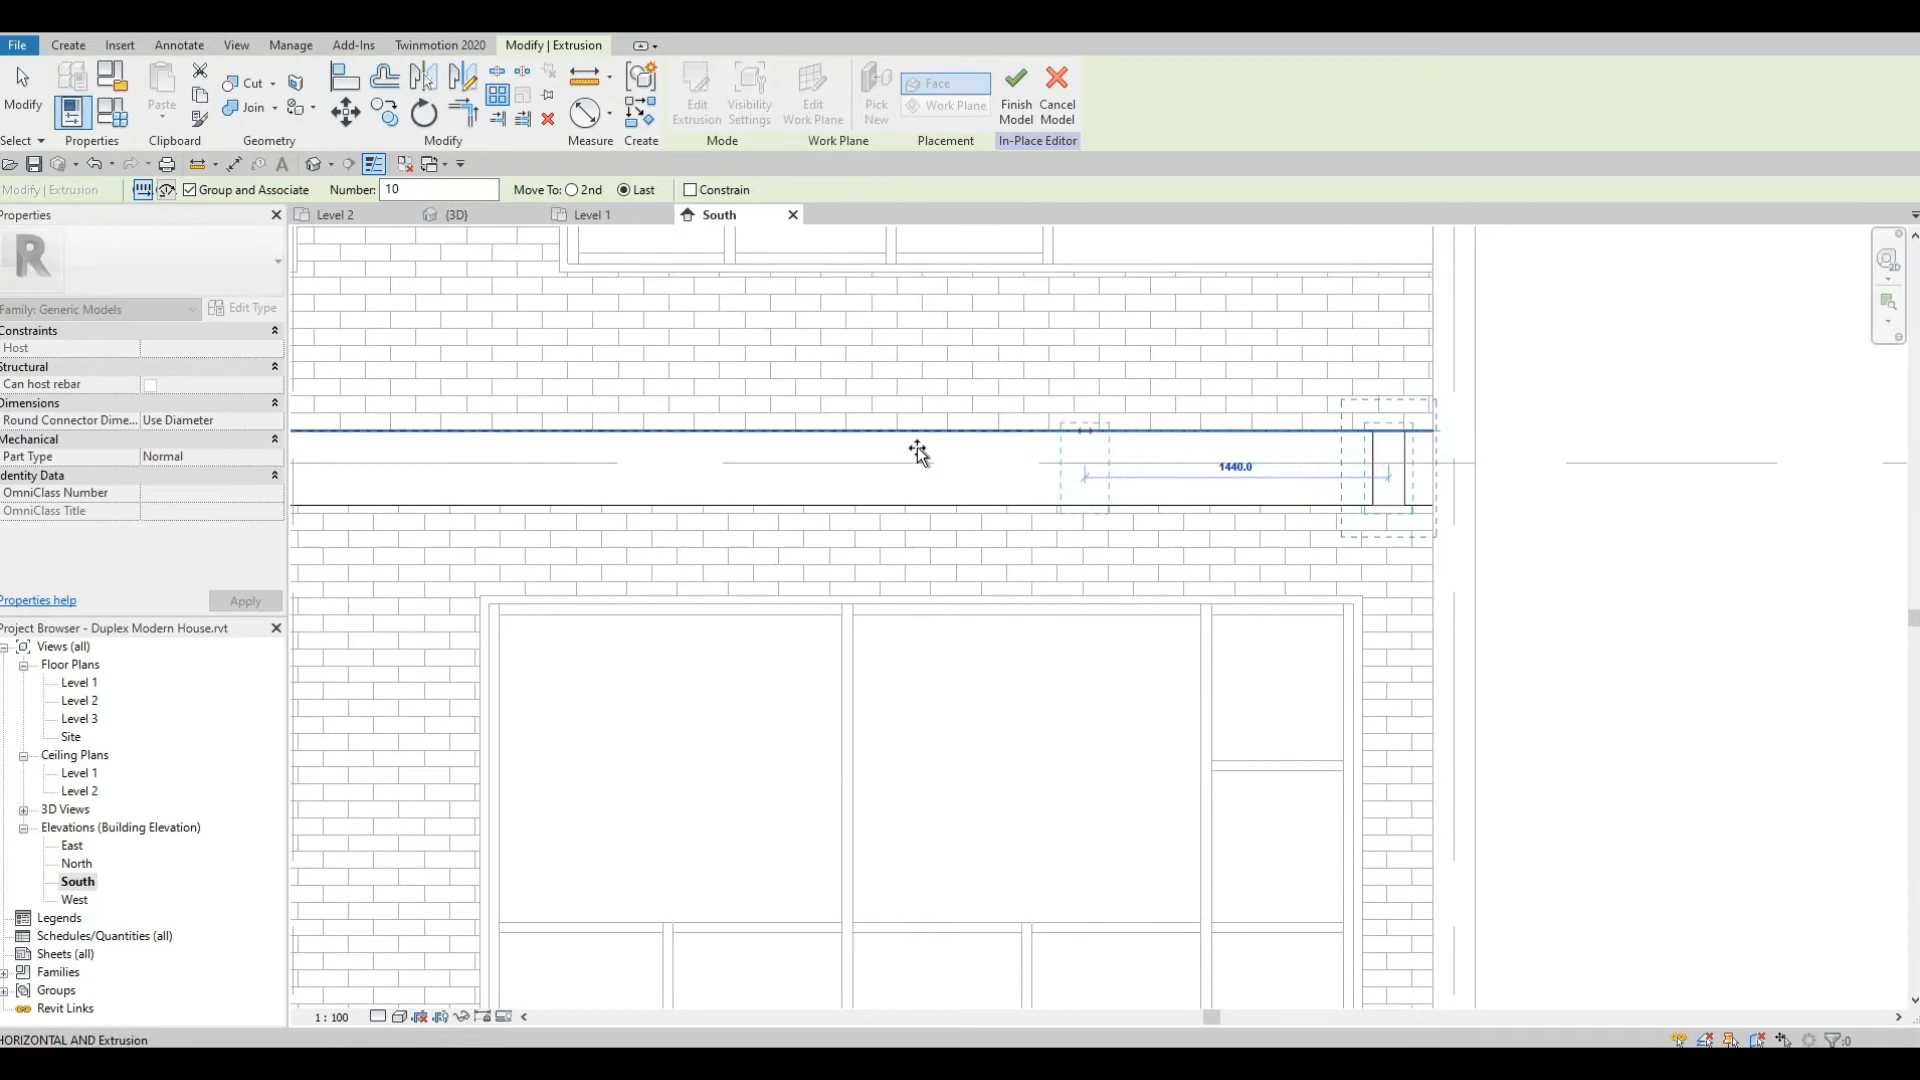 File Create Insert Annotate View Manage Add-Ins Twinmotion 2020 Modify | Extrusion
Modify Paste Cut Join Edit Extrusion Visibility Settings Edit Work Plane Pick New Face Work Plane Finish Model Cancel Model
Select Properties Clipboard Geometry Modify Measure Create Mode Work Plane Placement In-Place Editor
Modify | Extrusion Group and Associate Number: 10 Move To: 2nd Last Constrain
Properties
Level 2 {3D} Level 1 South
Family: Generic Models Edit Type
Constraints
Host
Structural
Can host rebar
Dimensions
Round Connector Dime... Use Diameter
Mechanical
Part Type Normal
Identity Data
OmniClass Number
OmniClass Title
Properties help Apply
1440.0
Project Browser - Duplex Modern House.rvt
Views (all)
Floor Plans
Level 1
Level 2
Level 3
Site
Ceiling Plans
Level 1
Level 2
3D Views
Elevations (Building Elevation)
East
North
South
West
Legends
Schedules/Quantities (all)
Sheets (all)
Families
Groups
Revit Links
1 : 100
HORIZONTAL AND Extrusion
:0